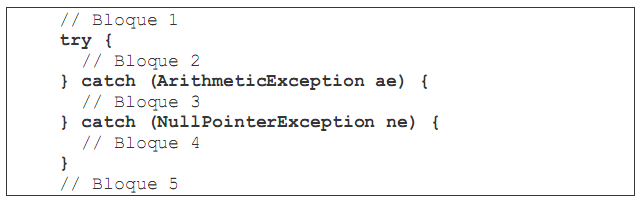 // Bloque 1
try {
// Bloque 2
} catch (ArithmeticException ae) {
// Bloque 3
} catch (NullPointerException ne) {
// Bloque 4
}
// Bloque 5